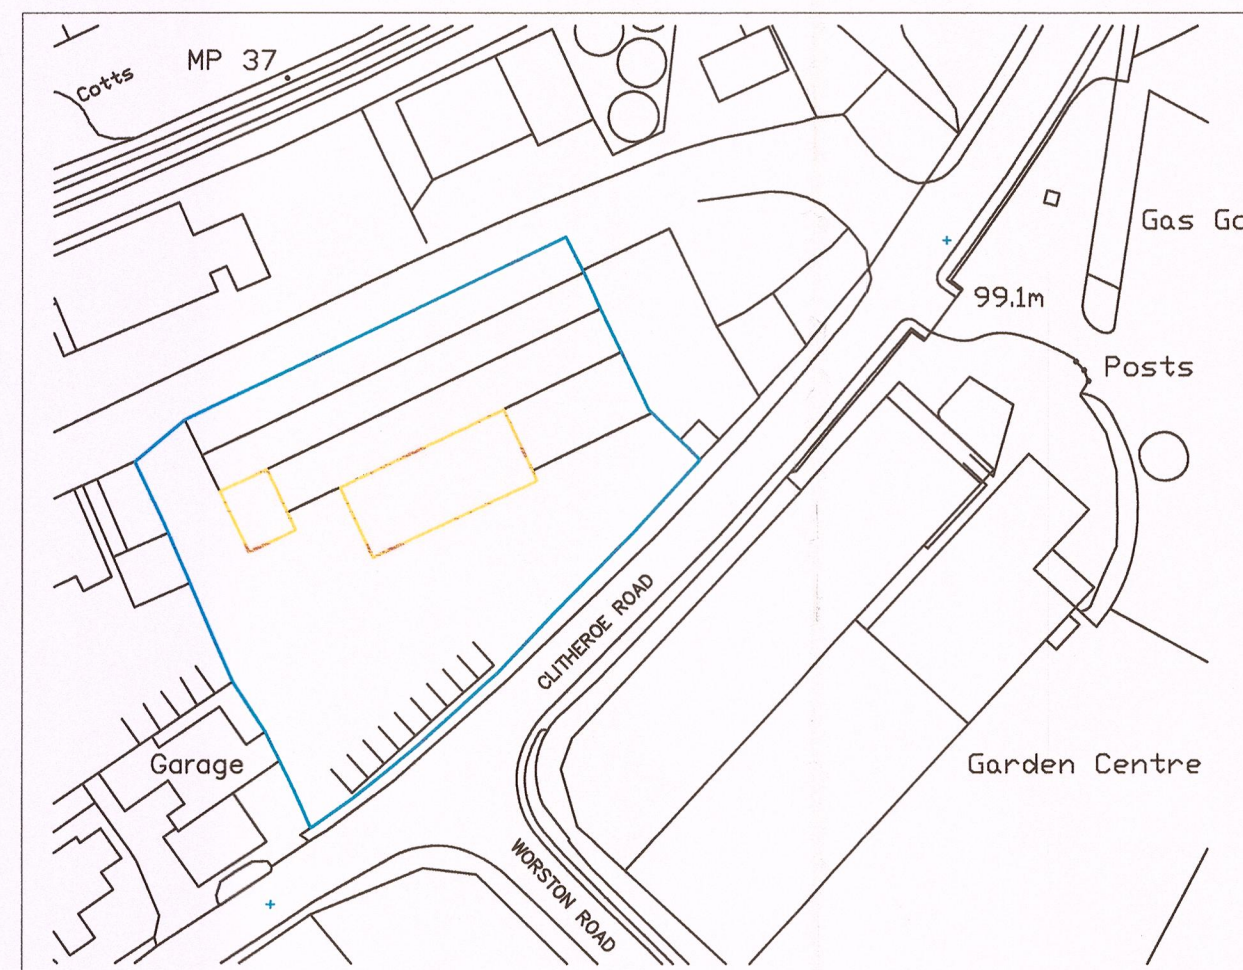 MP 37
Cotts
Gas Go
99.1m
Posts
CLITHEROE ROAD
Garage
Garden Centre
WORSTON ROAD